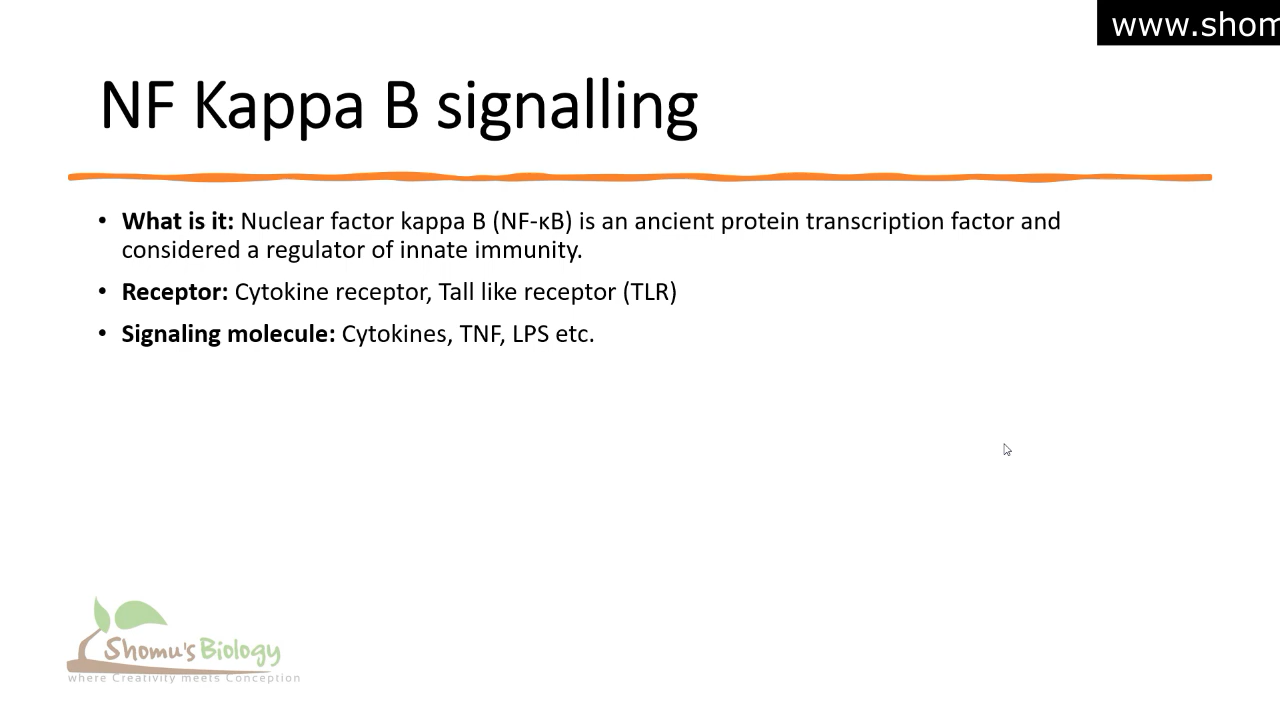 www.shom
NF Kappa B signalling
• What is it: Nuclear factor kappa B (NF-κB) is an ancient protein transcription factor and
considered a regulator of innate immunity.
• Receptor: Cytokine receptor, Tall like receptor (TLR)
• Signaling molecule: Cytokines, TNF, LPS etc.
Shomu's Biology
where Creativity meets Conception